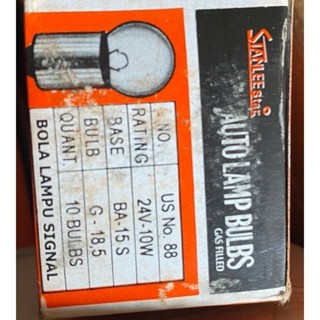 STANLEE star
AUTO LAMP BULBS
GAS FILLED
NO. US No. 88
RATING 24V-10W
BASE BA-15 S
BULB G - 18,5
QUANT. 10 BULBS
BOLA LAMPU SIGNAL